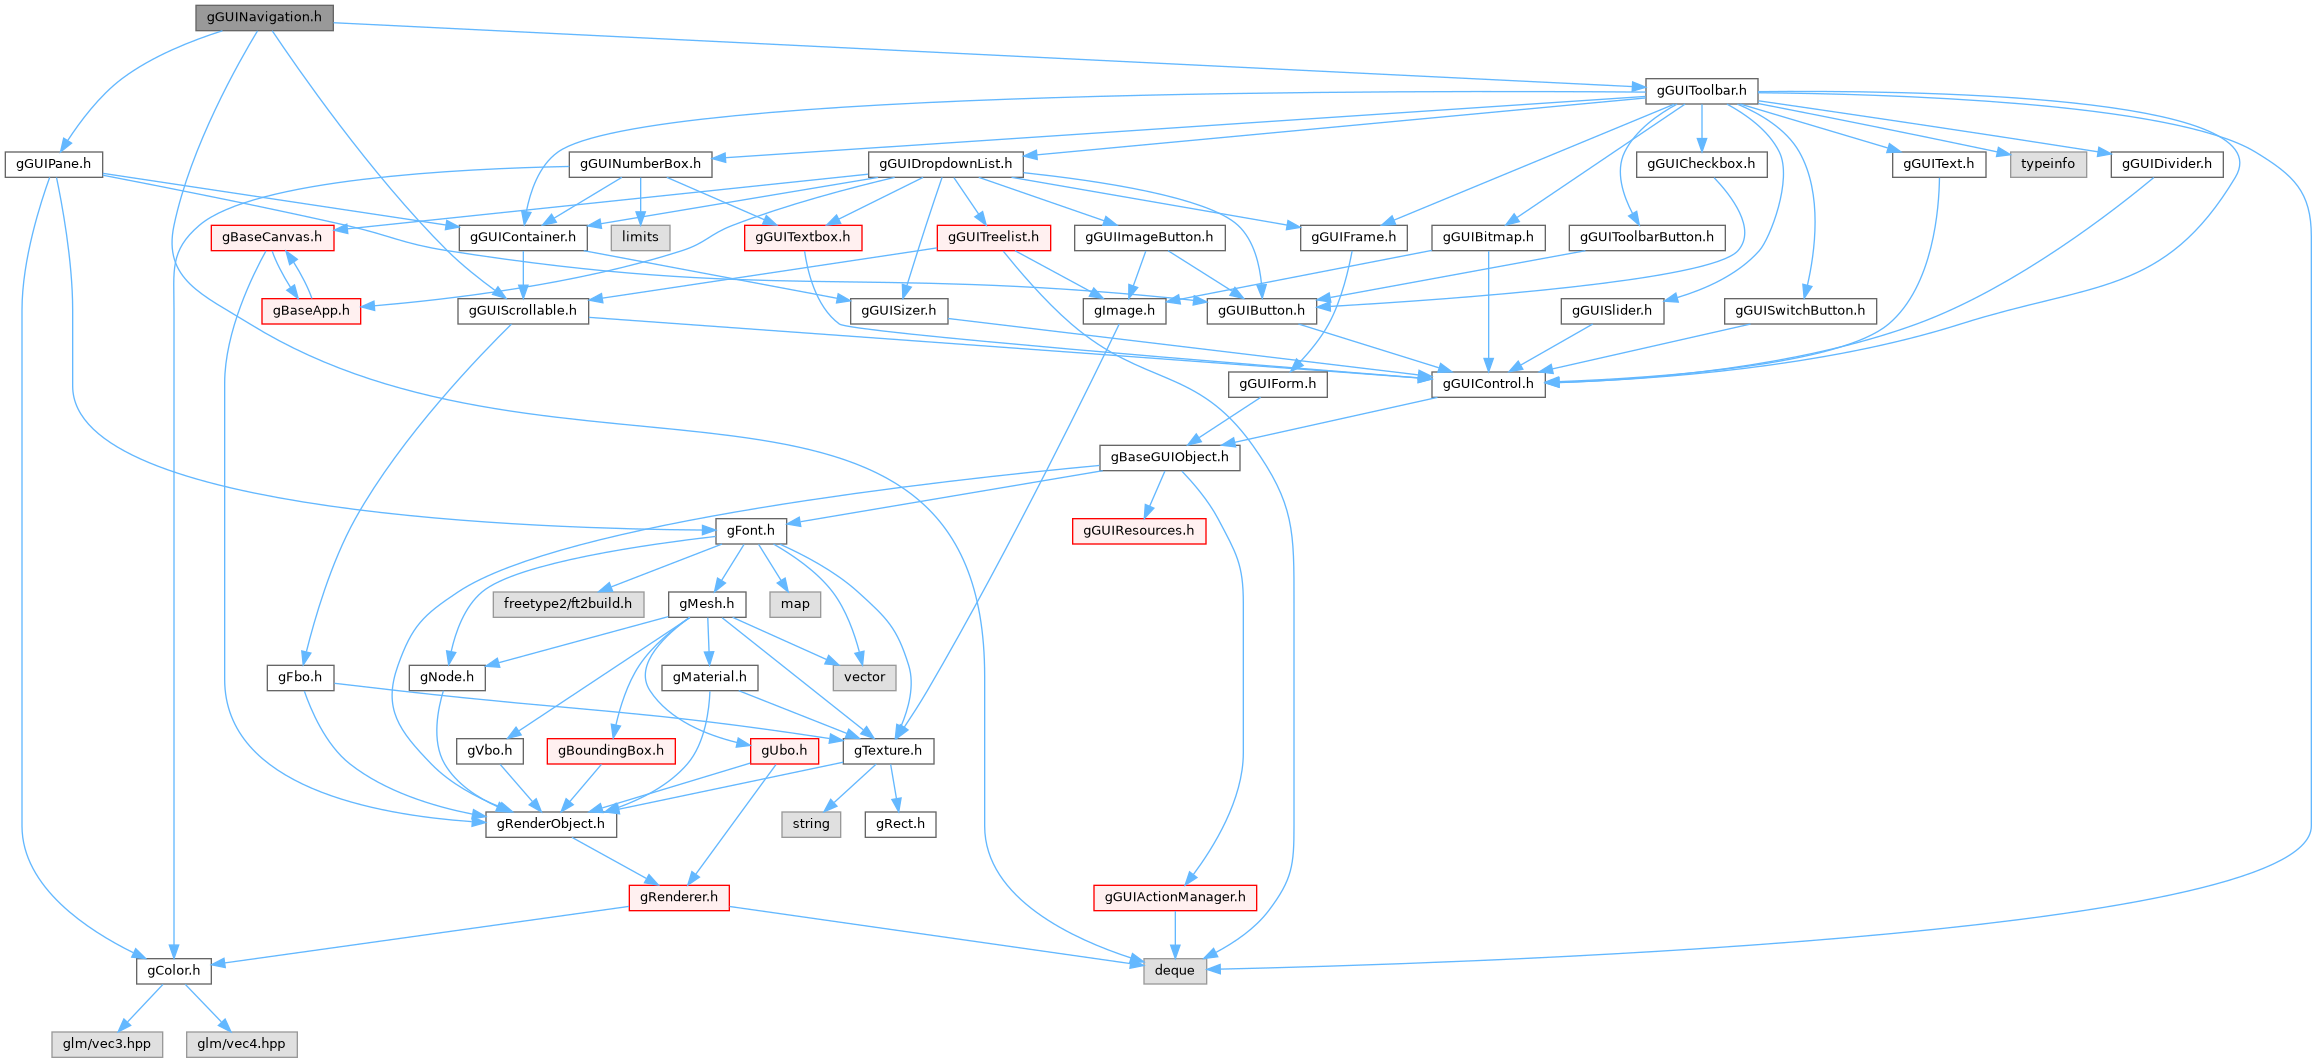 gGUINavigation.h
gGUIToolbar.h
gGUIPane.h
gGUINumberBox.h
gGUIDropdownList.h
gGUICheckbox.h
gGUIText.h
typeinfo
gGUIDivider.h
gBaseCanvas.h
gGUIContainer.h
limits
gGUITextbox.h
gGUITreelist.h
gGUIImageButton.h
gGUIFrame.h
gGUIBitmap.h
gGUIToolbarButton.h
gBaseApp.h
gGUIScrollable.h
gGUISizer.h
gImage.h
gGUIButton.h
gGUISlider.h
gGUISwitchButton.h
gGUIForm.h
gGUIControl.h
gBaseGUIObject.h
gFont.h
gGUIResources.h
freetype2/ft2build.h
gMesh.h
map
gFbo.h
gNode.h
gMaterial.h
vector
gVbo.h
gBoundingBox.h
gUbo.h
gTexture.h
gRenderObject.h
string
gRect.h
gRenderer.h
gGUIActionManager.h
gColor.h
deque
glm/vec3.hpp
glm/vec4.hpp